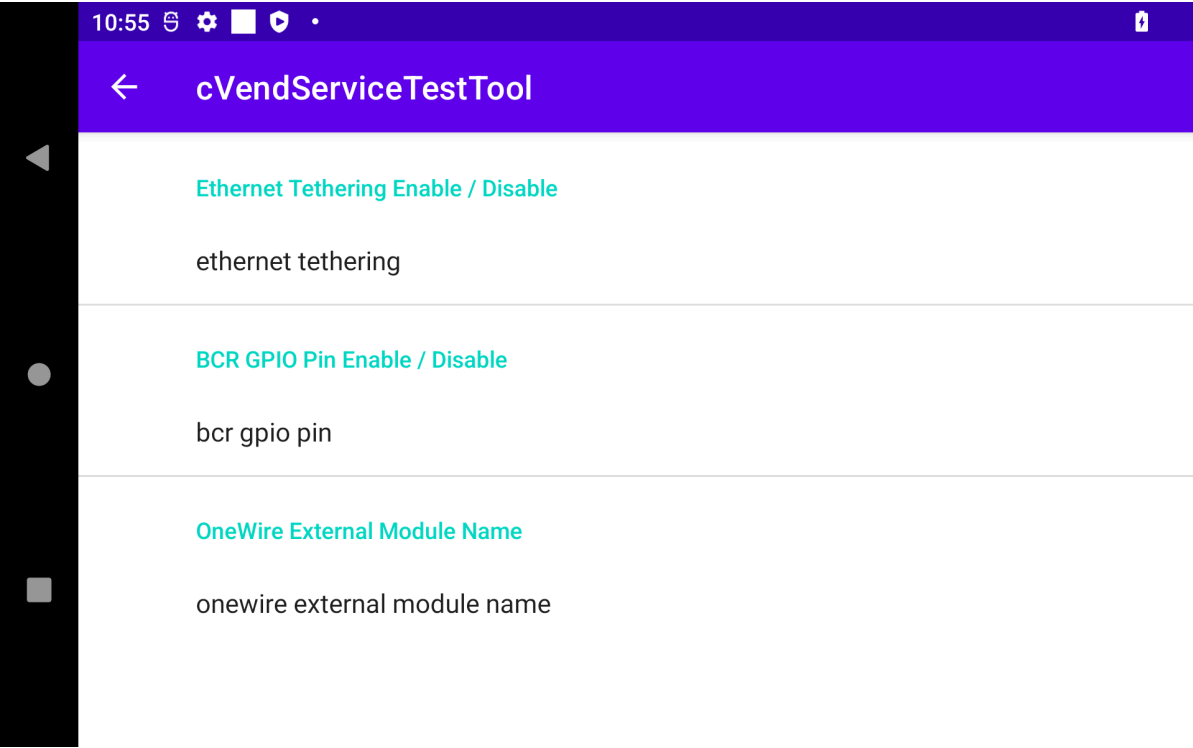 10:55
cVendServiceTestTool
Ethernet Tethering Enable / Disable
ethernet tethering
BCR GPIO Pin Enable / Disable
bcr gpio pin
OneWire External Module Name
onewire external module name